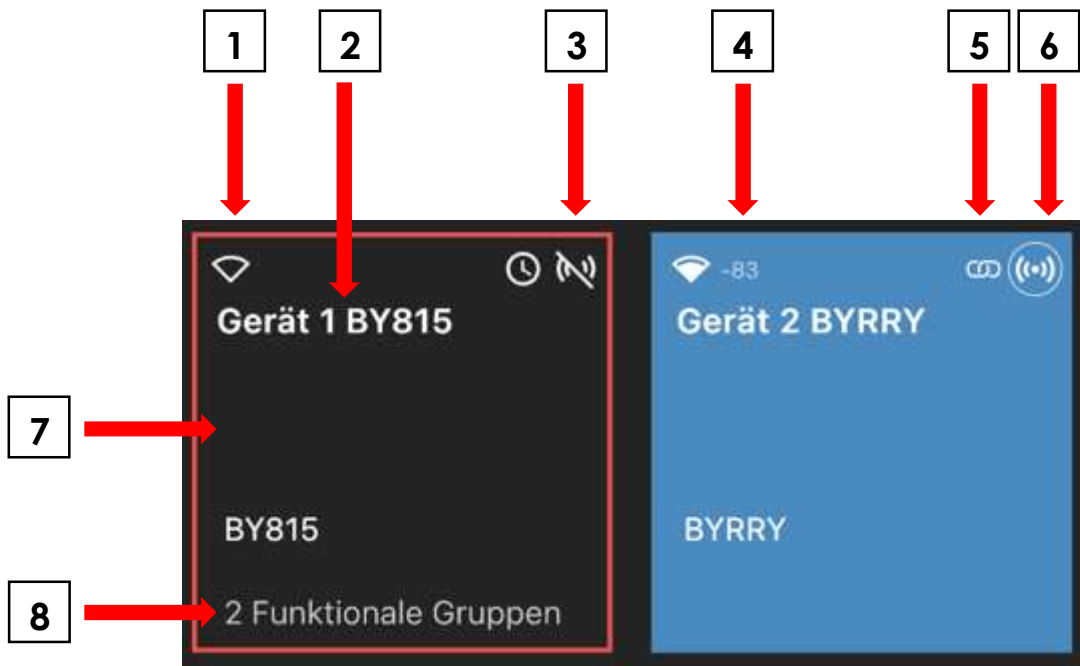 1 2 3 4 5 6
-83
Gerät 1 BY815 Gerät 2 BYRRY
7
BY815 BYRRY
8 2 Funktionale Gruppen